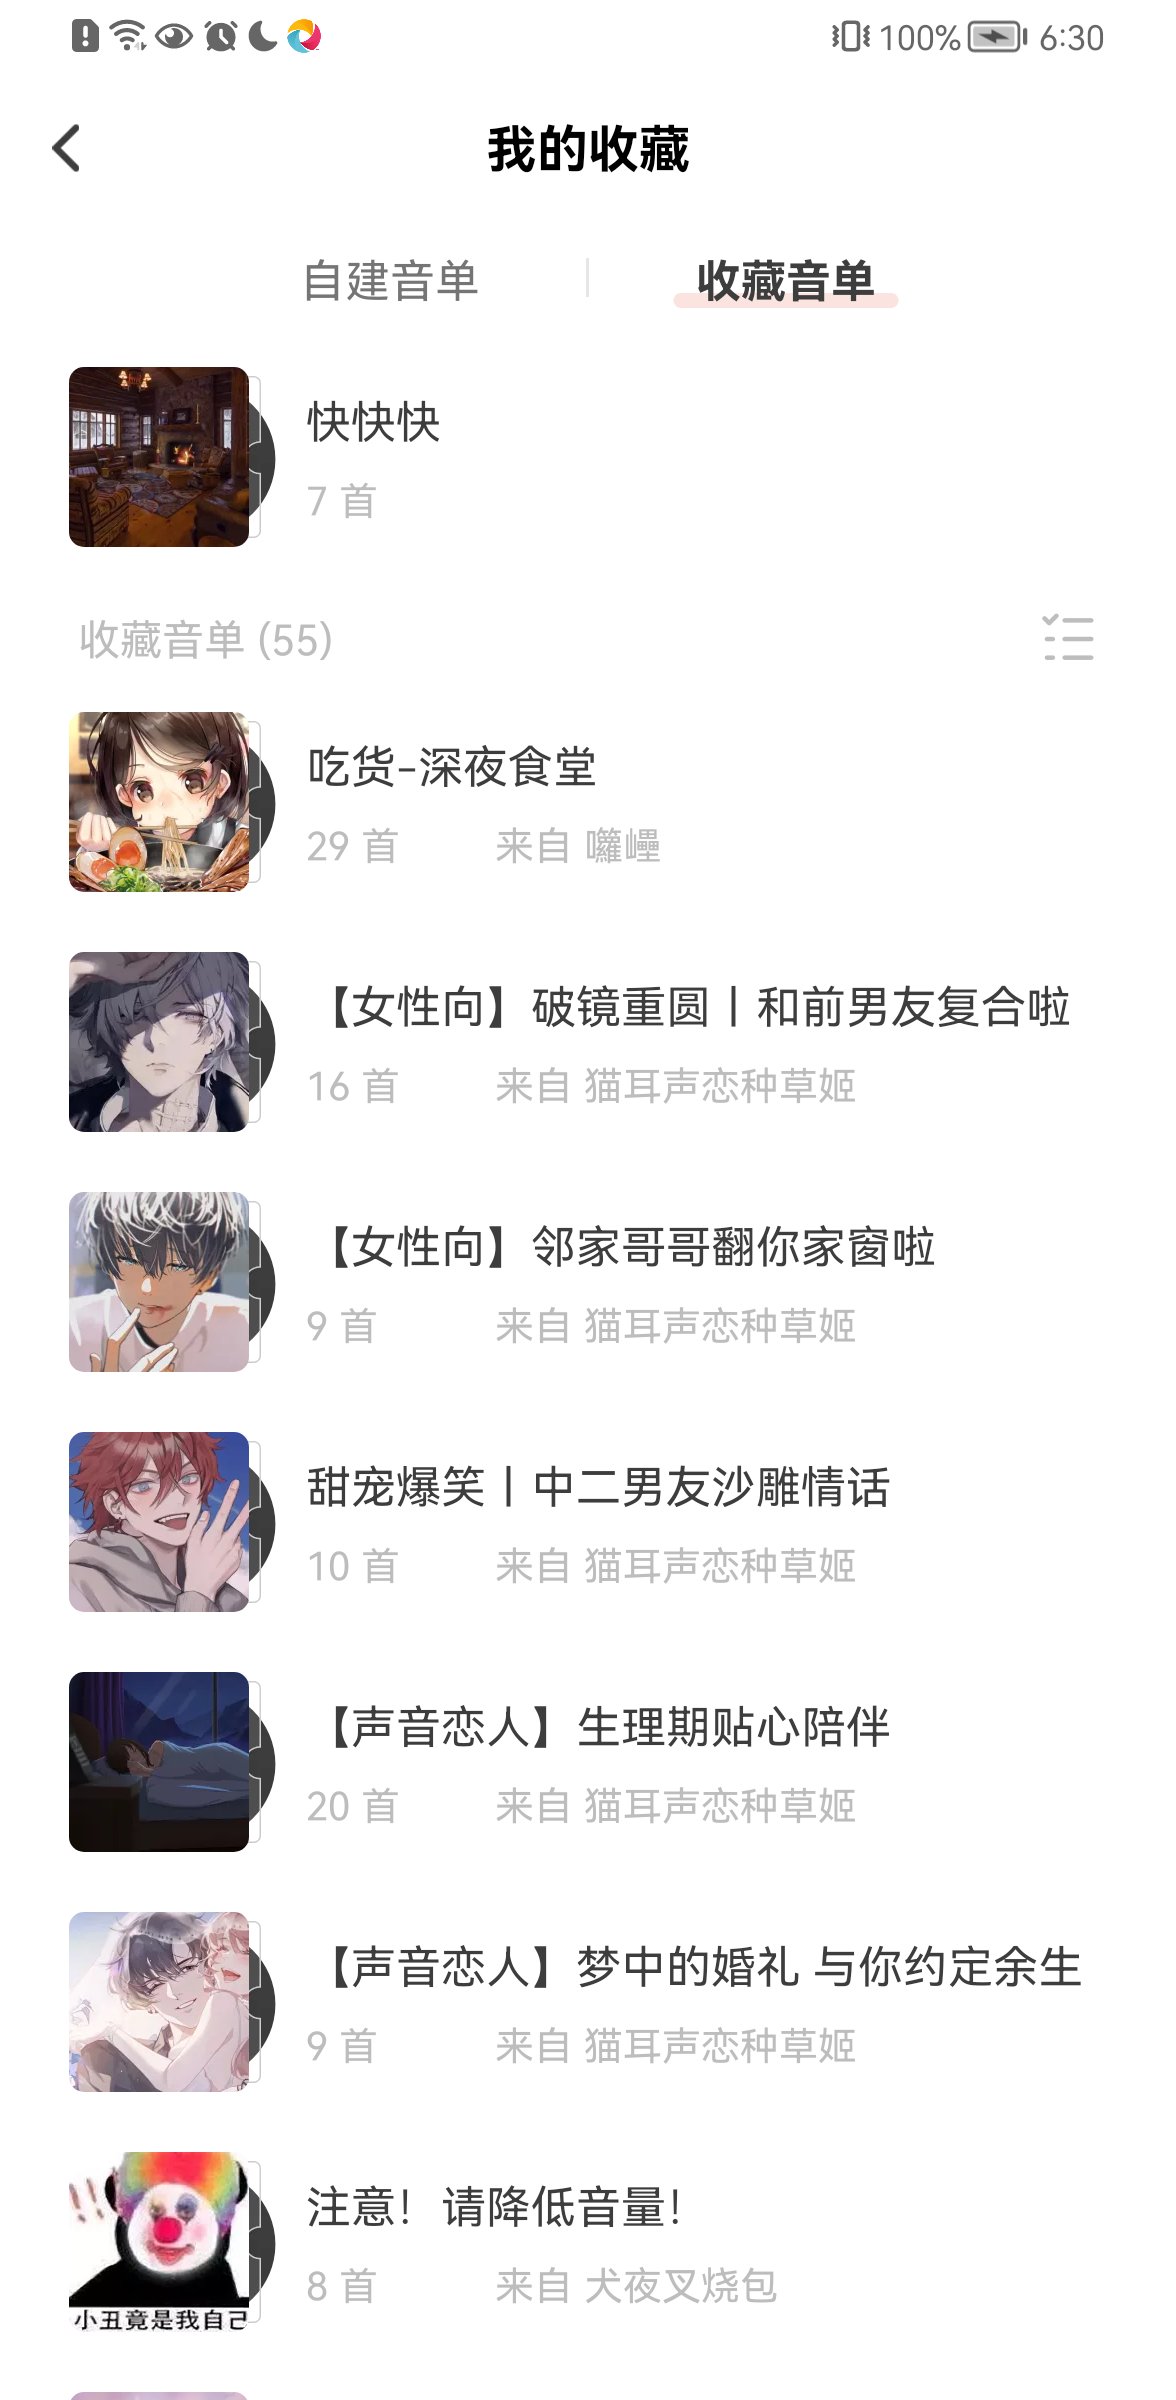 100% 6:30
我的收藏
自建音单
收藏音单
快快快
7 首
收藏音单 (55)
吃货-深夜食堂
29 首 来自 囖㠠
【女性向】破镜重圆丨和前男友复合啦
16 首 来自 猫耳声恋种草姬
【女性向】邻家哥哥翻你家窗啦
9 首 来自 猫耳声恋种草姬
甜宠爆笑丨中二男友沙雕情话
10 首 来自 猫耳声恋种草姬
【声音恋人】生理期贴心陪伴
20 首 来自 猫耳声恋种草姬
【声音恋人】梦中的婚礼 与你约定余生
9 首 来自 猫耳声恋种草姬
注意！请降低音量！
8 首 来自 犬夜叉烧包
!!
小丑竟是我自己